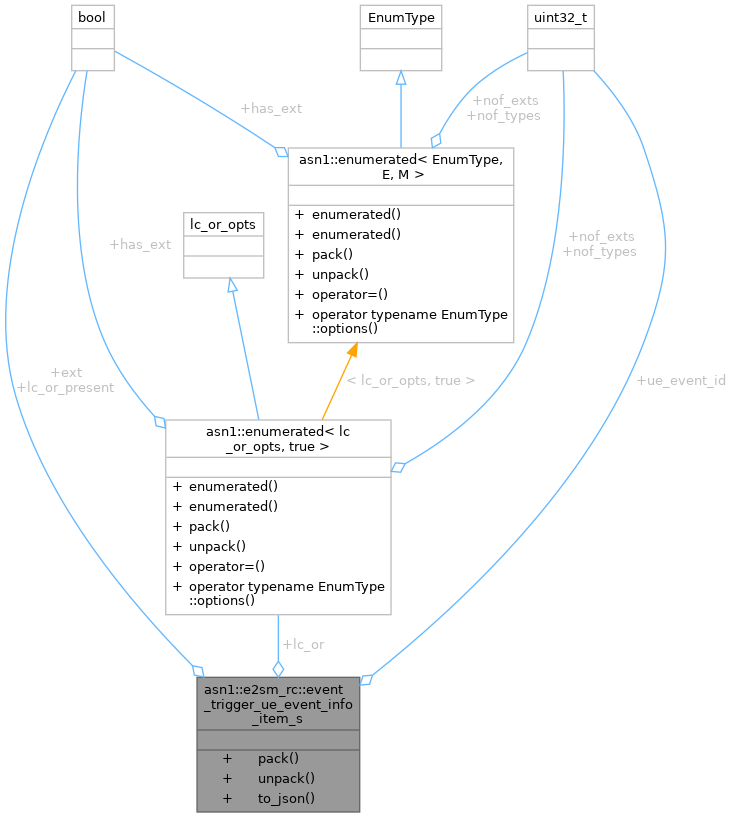 bool
EnumType
uint32_t
+has_ext
+nof_exts
+nof_types
asn1::enumerated< EnumType,
E, M >
+ enumerated()
+ enumerated()
+ pack()
+ unpack()
+ operator=()
+ operator typename EnumType
::options()
lc_or_opts
+has_ext
+nof_exts
+nof_types
+ext
+lc_or_present
< lc_or_opts, true >
+ue_event_id
asn1::enumerated< lc
_or_opts, true >
+ enumerated()
+ enumerated()
+ pack()
+ unpack()
+ operator=()
+ operator typename EnumType
::options()
+lc_or
asn1::e2sm_rc::event
_trigger_ue_event_info
_item_s
+ pack()
+ unpack()
+ to_json()